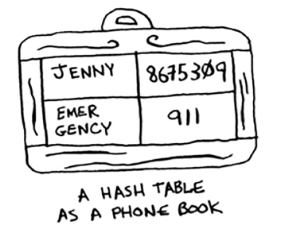 JENNY 8675309
EMER
GENCY 911
A HASH TABLE
AS A PHONE BOOK